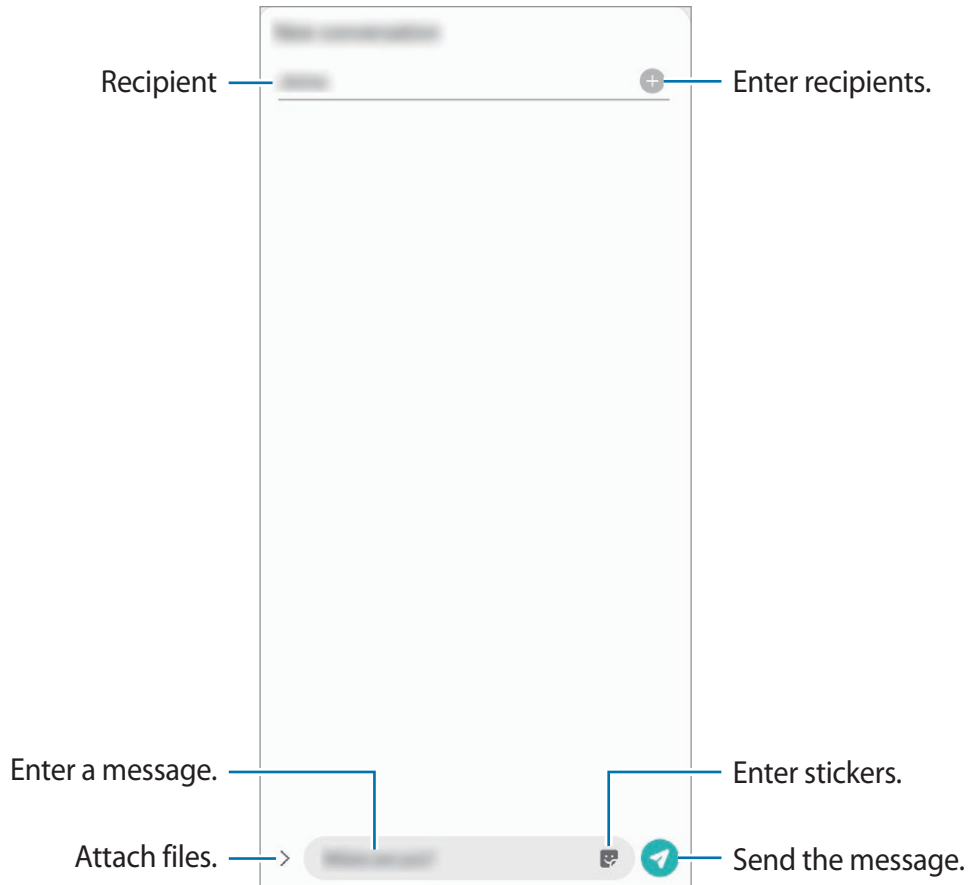 Recipient
Enter recipients.
Enter a message.
Enter stickers.
Attach files.
Send the message.